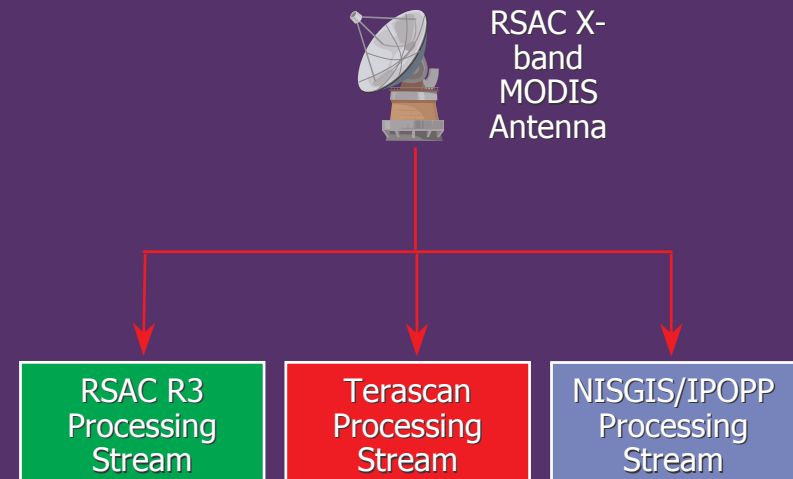 RSAC X-
band
MODIS
Antenna
RSAC R3
Processing
Stream
Terascan
Processing
Stream
NISGIS/IPOPP
Processing
Stream